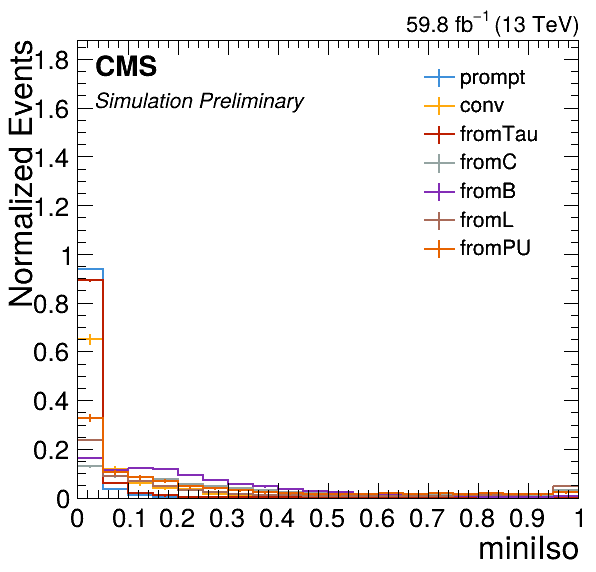 59.8 fb⁻¹ (13 TeV)
CMS
Simulation Preliminary
Normalized Events
1.8
1.6
1.4
1.2
1
0.8
0.6
0.4
0.2
0
prompt
conv
fromTau
fromC
fromB
fromL
fromPU
0 0.1 0.2 0.3 0.4 0.5 0.6 0.7 0.8 0.9 1
miniIso